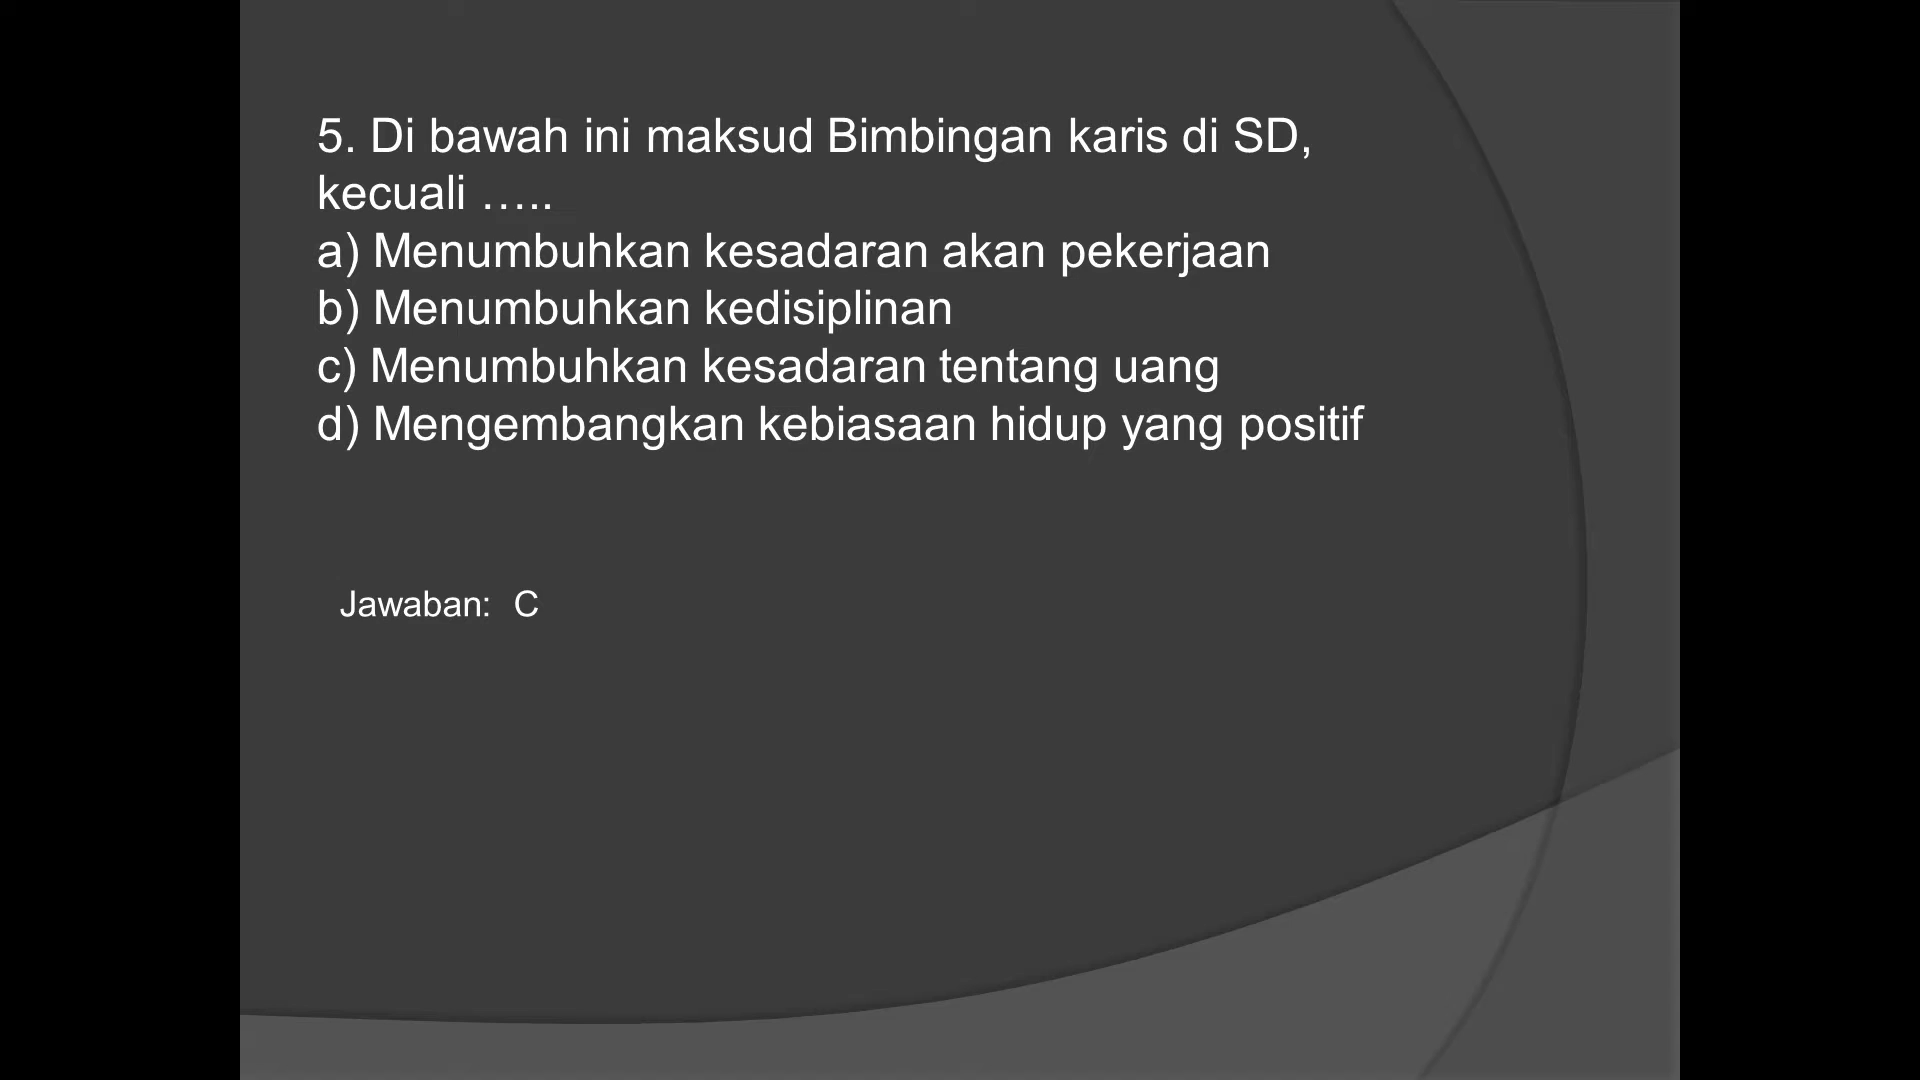 5. Di bawah ini maksud Bimbingan karis di SD,
kecuali …..
a) Menumbuhkan kesadaran akan pekerjaan
b) Menumbuhkan kedisiplinan
c) Menumbuhkan kesadaran tentang uang
d) Mengembangkan kebiasaan hidup yang positif
Jawaban: C